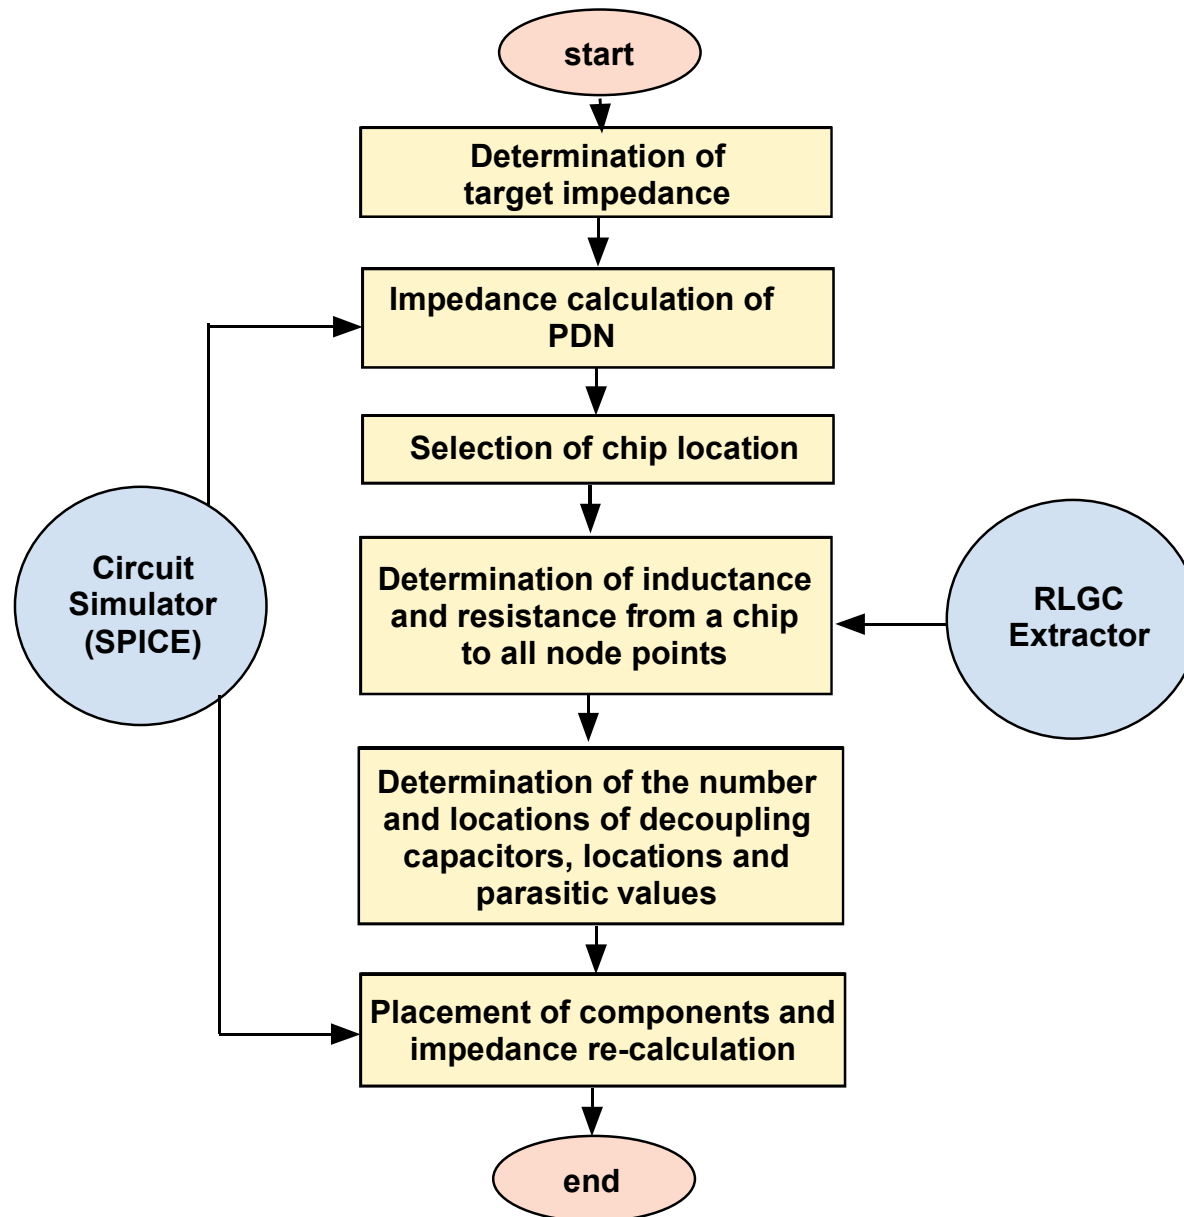 start
Determination of
target impedance
Impedance calculation of
PDN
Selection of chip location
Circuit
Simulator
(SPICE)
Determination of inductance
and resistance from a chip
to all node points
RLGC
Extractor
Determination of the number
and locations of decoupling
capacitors, locations and
parasitic values
Placement of components and
impedance re-calculation
end